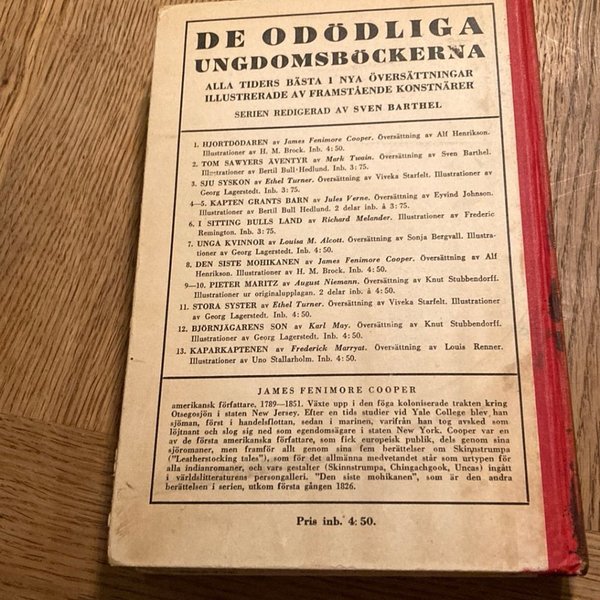 DE ODÖDLIGA
UNGDOMSBÖCKERNA
ALLA TIDERS BÄSTA I NYA ÖVERSÄTTNINGAR
ILLUSTRERADE AV FRAMSTÅENDE KONSTNÄRER
SERIEN REDIGERAD AV SVEN BARTHEL
1. HJORTDÖDAREN av James Fenimore Cooper. Översättning av Alf Henrikson.
Illustrationer av H. M. Brock. Inb. 4: 50.
2. TOM SAWYERS ÄVENTYR av Mark Twain. Översättning av Sven Barthel.
Illustrationer av Bertil Bull-Hedlund. Inb. 3: 75.
3. SJU SYSKON av Ethel Turner. Översättning av Viveka Starfelt. Illustrationer av
Georg Lagerstedt. Inb. 3: 75.
4—5. KAPTEN GRANTS BARN av Jules Verne. Översättning av Eyvind Johnson.
Illustrationer av Bertil Bull Hedlund. 2 delar inb. à 3: 75.
6. I SITTING BULLS LAND av Richard Melander. Illustrationer av Frederic
Remington. Inb. 3: 75.
7. UNGA KVINNOR av Louisa M. Alcott. Översättning av Sonja Bergvall. Illustra-
tioner av Georg Lagerstedt. Inb. 4: 50.
8. DEN SISTE MOHIKANEN av James Fenimore Cooper. Översättning av Alf
Henrikson. Illustrationer av H. M. Brock. Inb. 4: 50.
9—10. PIETER MARITZ av August Niemann. Översättning av Knut Stubbendorff.
Illustrationer ur originalupplagan. 2 delar inb. à 4: 50.
11. STORA SYSTER av Ethel Turner. Översättning av Viveka Starfelt. Illustrationer
av Georg Lagerstedt. Inb. 4: 50.
12. BJÖRNJÄGARENS SON av Karl May. Översättning av Knut Stubbendorff.
Illustrationer av Georg Lagerstedt. Inb. 4: 50.
13. KAPARKAPTENEN av Frederick Marryat. Översättning av Louis Renner.
Illustrationer av Uno Stallarholm. Inb. 4: 50.
JAMES FENIMORE COOPER
amerikansk författare. 1789—1851. Växte upp i den föga koloniserade trakten kring
Otsegosjön i staten New Jersey. Efter en tids studier vid Yale College blev han
sjöman, först i handelsflottan, sedan i marinen, varifrån han tog avsked som
löjtnant och slog sig ned som egendomsägare i staten New York. Cooper var en
av de första amerikanska författare, som fick europeisk publik, dels genom sina
sjöromaner, men framför allt genom sina fem berättelser om Skinnstrumpa
("Leatherstocking tales"), som för det allmänna medvetandet står som urtypen för
alla indianromaner, och vars gestalter (Skinnstrumpa, Chingachgook, Uncas) ingått
i världslitteraturens persongalleri. "Den siste mohikanen", som är den andra
berättelsen i serien, utkom första gången 1826.
Pris inb. 4: 50.